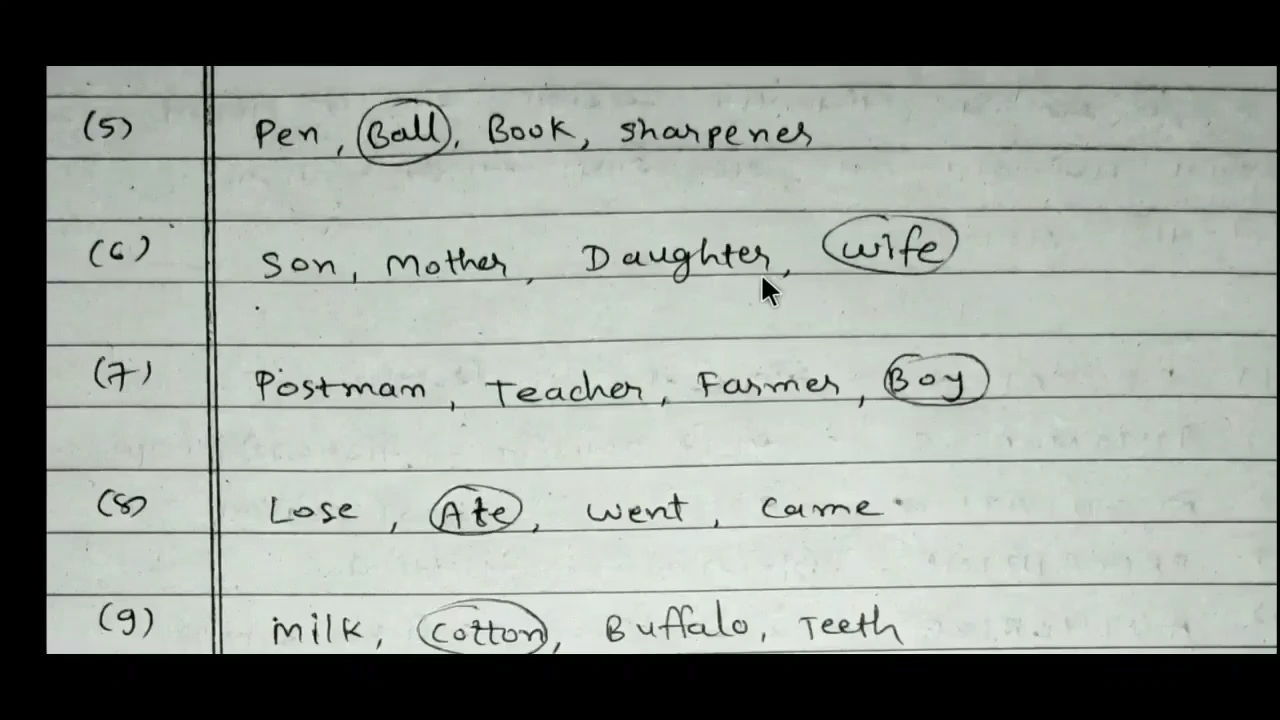 (5) Pen, Ball, Book, sharpener
(6) Son, Mother, Daughter, wife
(7) Postman, Teacher, Farmer, Boy
(8) Lose, Ate, went, came
(9) milk, cotton, Buffalo, Teeth